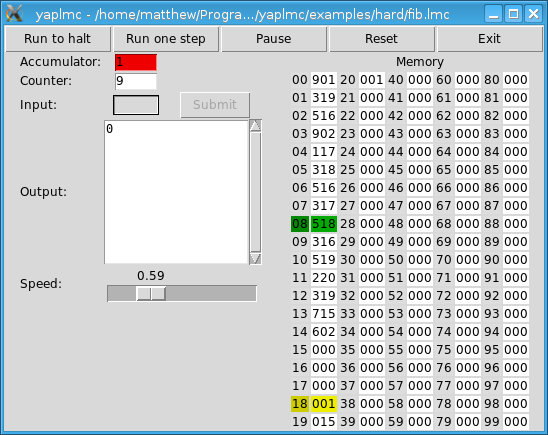 yaplmc - /home/matthew/Progra.../yaplmc/examples/hard/fib.lmc
Run to halt Run one step Pause Reset Exit
Accumulator: 1
Counter: 9
Input: Submit
Output: 0
Speed: 0.59
Memory
00 901 20 001 40 000 60 000 80 000
01 319 21 000 41 000 61 000 81 000
02 516 22 000 42 000 62 000 82 000
03 902 23 000 43 000 63 000 83 000
04 117 24 000 44 000 64 000 84 000
05 318 25 000 45 000 65 000 85 000
06 516 26 000 46 000 66 000 86 000
07 317 27 000 47 000 67 000 87 000
08 518 28 000 48 000 68 000 88 000
09 316 29 000 49 000 69 000 89 000
10 519 30 000 50 000 70 000 90 000
11 220 31 000 51 000 71 000 91 000
12 319 32 000 52 000 72 000 92 000
13 715 33 000 53 000 73 000 93 000
14 602 34 000 54 000 74 000 94 000
15 000 35 000 55 000 75 000 95 000
16 000 36 000 56 000 76 000 96 000
17 000 37 000 57 000 77 000 97 000
18 001 38 000 58 000 78 000 98 000
19 015 39 000 59 000 79 000 99 000